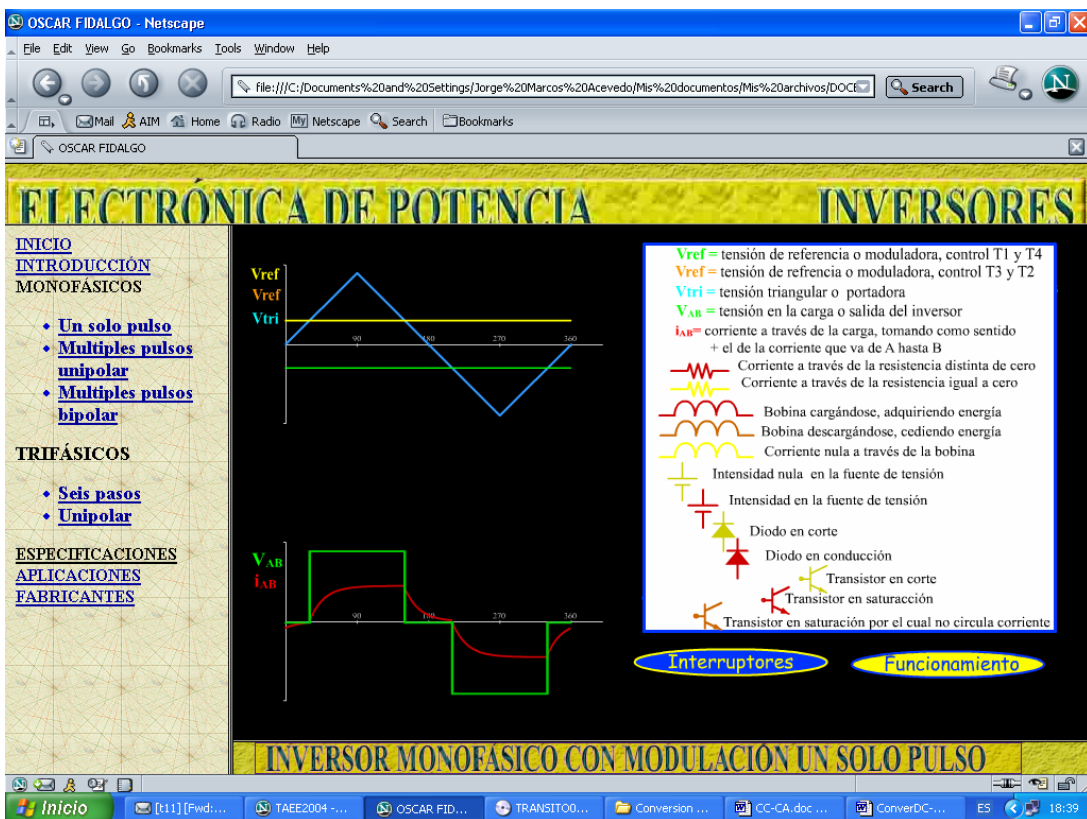 OSCAR FIDALGO - Netscape
File Edit View Go Bookmarks Tools Window Help
file:///C:/Documents%20and%20Settings/Jorge%20Marcos%20Acevedo/Mis%20documentos/Mis%20archivos/DOCE
Search
N
Mail AIM Home Radio My Netscape Search Bookmarks
OSCAR FIDALGO
ELECTRÓNICA DE POTENCIA INVERSORES
INICIO
INTRODUCCIÓN
MONOFÁSICOS
Un solo pulso
Multiples pulsos
unipolar
Multiples pulsos
bipolar
TRIFÁSICOS
Seis pasos
Unipolar
ESPECIFICACIONES
APLICACIONES
FABRICANTES
Vref
Vref
Vtri
90 180 270 360
VAB
iAB
90 180 270 360
Vref = tensión de referencia o moduladora, control T1 y T4
Vref = tensión de refrencia o moduladora, control T3 y T2
Vtri = tensión triangular o portadora
VAB = tensión en la carga o salida del inversor
iAB= corriente a través de la carga, tomando como sentido
+ el de la corriente que va de A hasta B
Corriente a través de la resistencia distinta de cero
Corriente a través de la resistencia igual a cero
Bobina cargándose, adquiriendo energía
Bobina descargándose, cediendo energía
Corriente nula a través de la bobina
Intensidad nula en la fuente de tensión
Intensidad en la fuente de tensión
Diodo en corte
Diodo en conducción
Transistor en corte
Transistor en saturacción
Transistor en saturación por el cual no circula corriente
Interruptores Funcionamiento
INVERSOR MONOFÁSICO CON MODULACIÓN UN SOLO PULSO
Inicio [t11] [Fwd:... TAEE2004 -... OSCAR FID... TRANSITO0... Conversion ... CC-CA.doc ... ConverDC-... ES 18:39